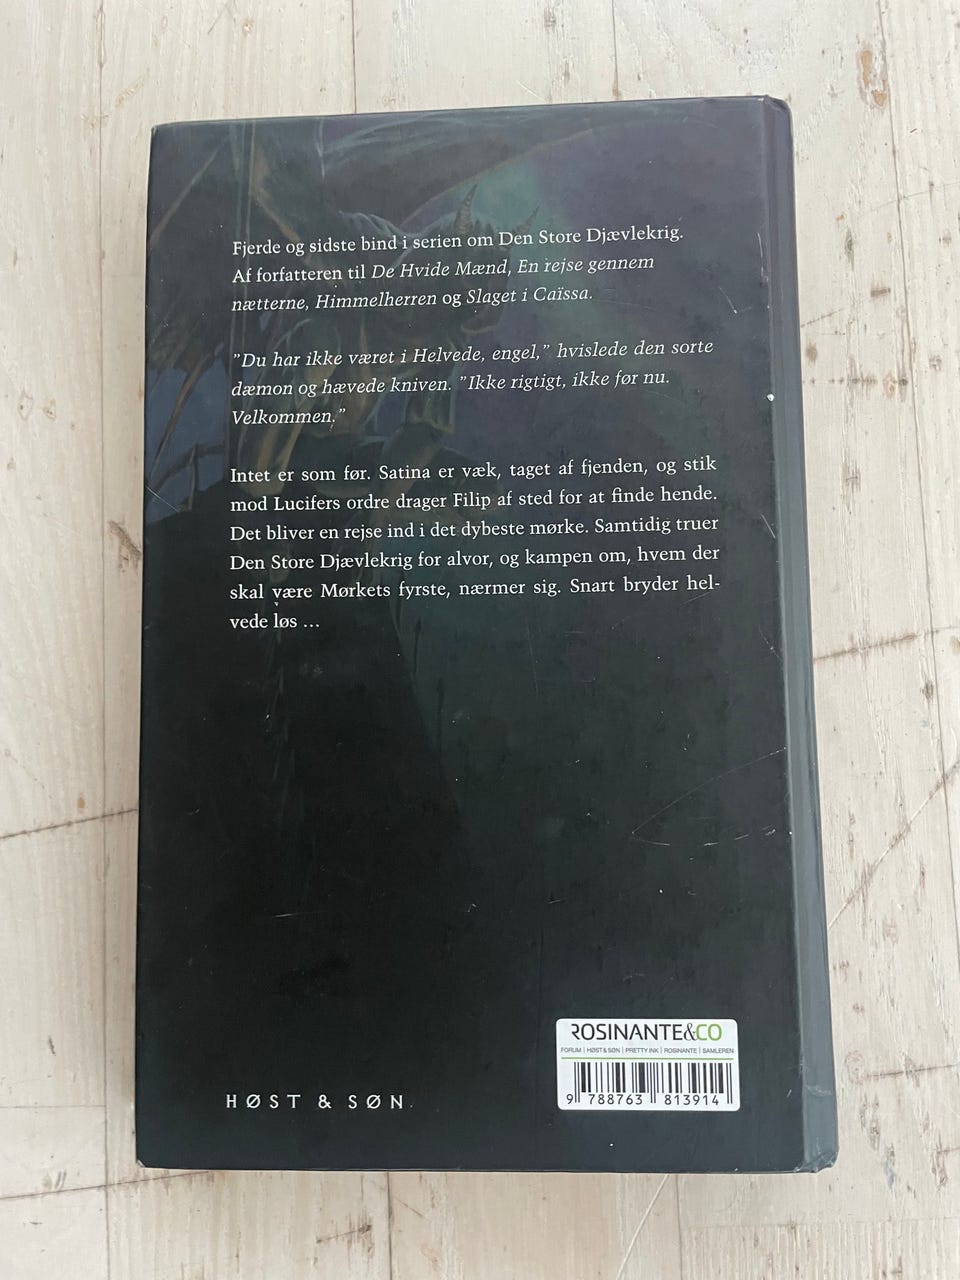 Fjerde og sidste bind i serien om Den Store Djævlekrig.
Af forfatteren til De Hvide Mænd, En rejse gennem
nætterne, Himmelherren og Slaget i Caïssa.
”Du har ikke været i Helvede, engel,” hvislede den sorte
dæmon og hævede kniven. ”Ikke rigtigt, ikke før nu.
Velkommen.”
Intet er som før. Satina er væk, taget af fjenden, og stik
mod Lucifers ordre drager Filip af sted for at finde hende.
Det bliver en rejse ind i det dybeste mørke. Samtidig truer
Den Store Djævlekrig for alvor, og kampen om, hvem der
skal være Mørkets fyrste, nærmer sig. Snart bryder hel-
vede løs ...
ROSINANTE&CO
FORUM | HØST & SØN | PRETTY INK | ROSINANTE | SAMLEREN
9 788763 813914
HØST & SØN